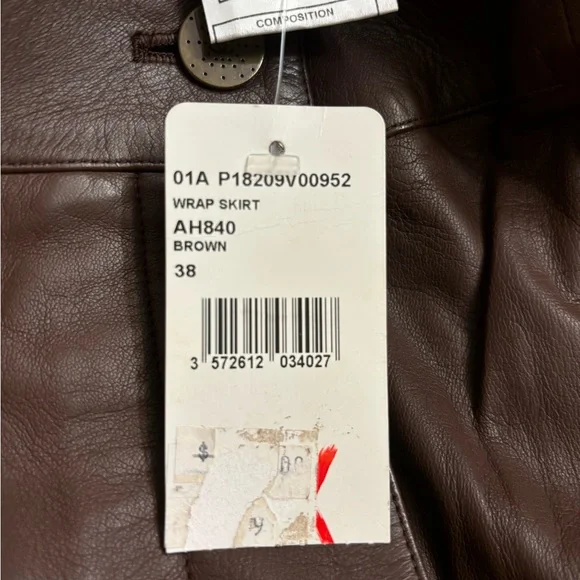 COMPOSITION
01A P18209V00952
WRAP SKIRT
AH840
BROWN
38
3 572612 034027
$